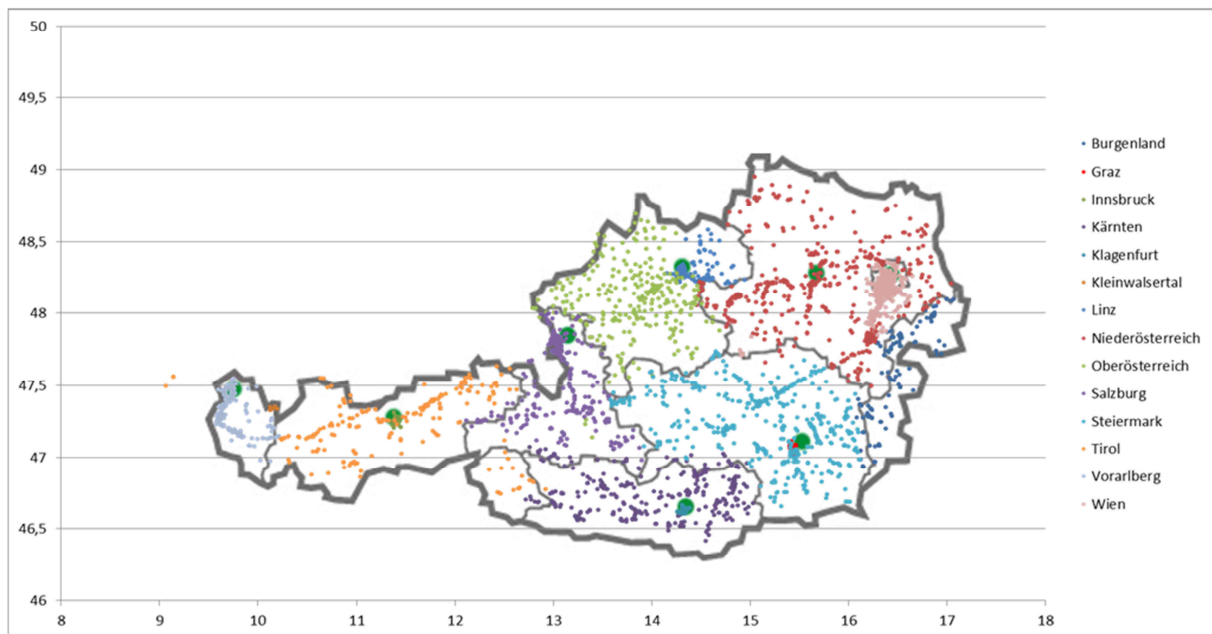 50
49,5
49
48,5
48
47,5
47
46,5
46
8 9 10 11 12 13 14 15 16 17 18
Burgenland
Graz
Innsbruck
Kärnten
Klagenfurt
Kleinwalsertal
Linz
Niederösterreich
Oberösterreich
Salzburg
Steiermark
Tirol
Vorarlberg
Wien